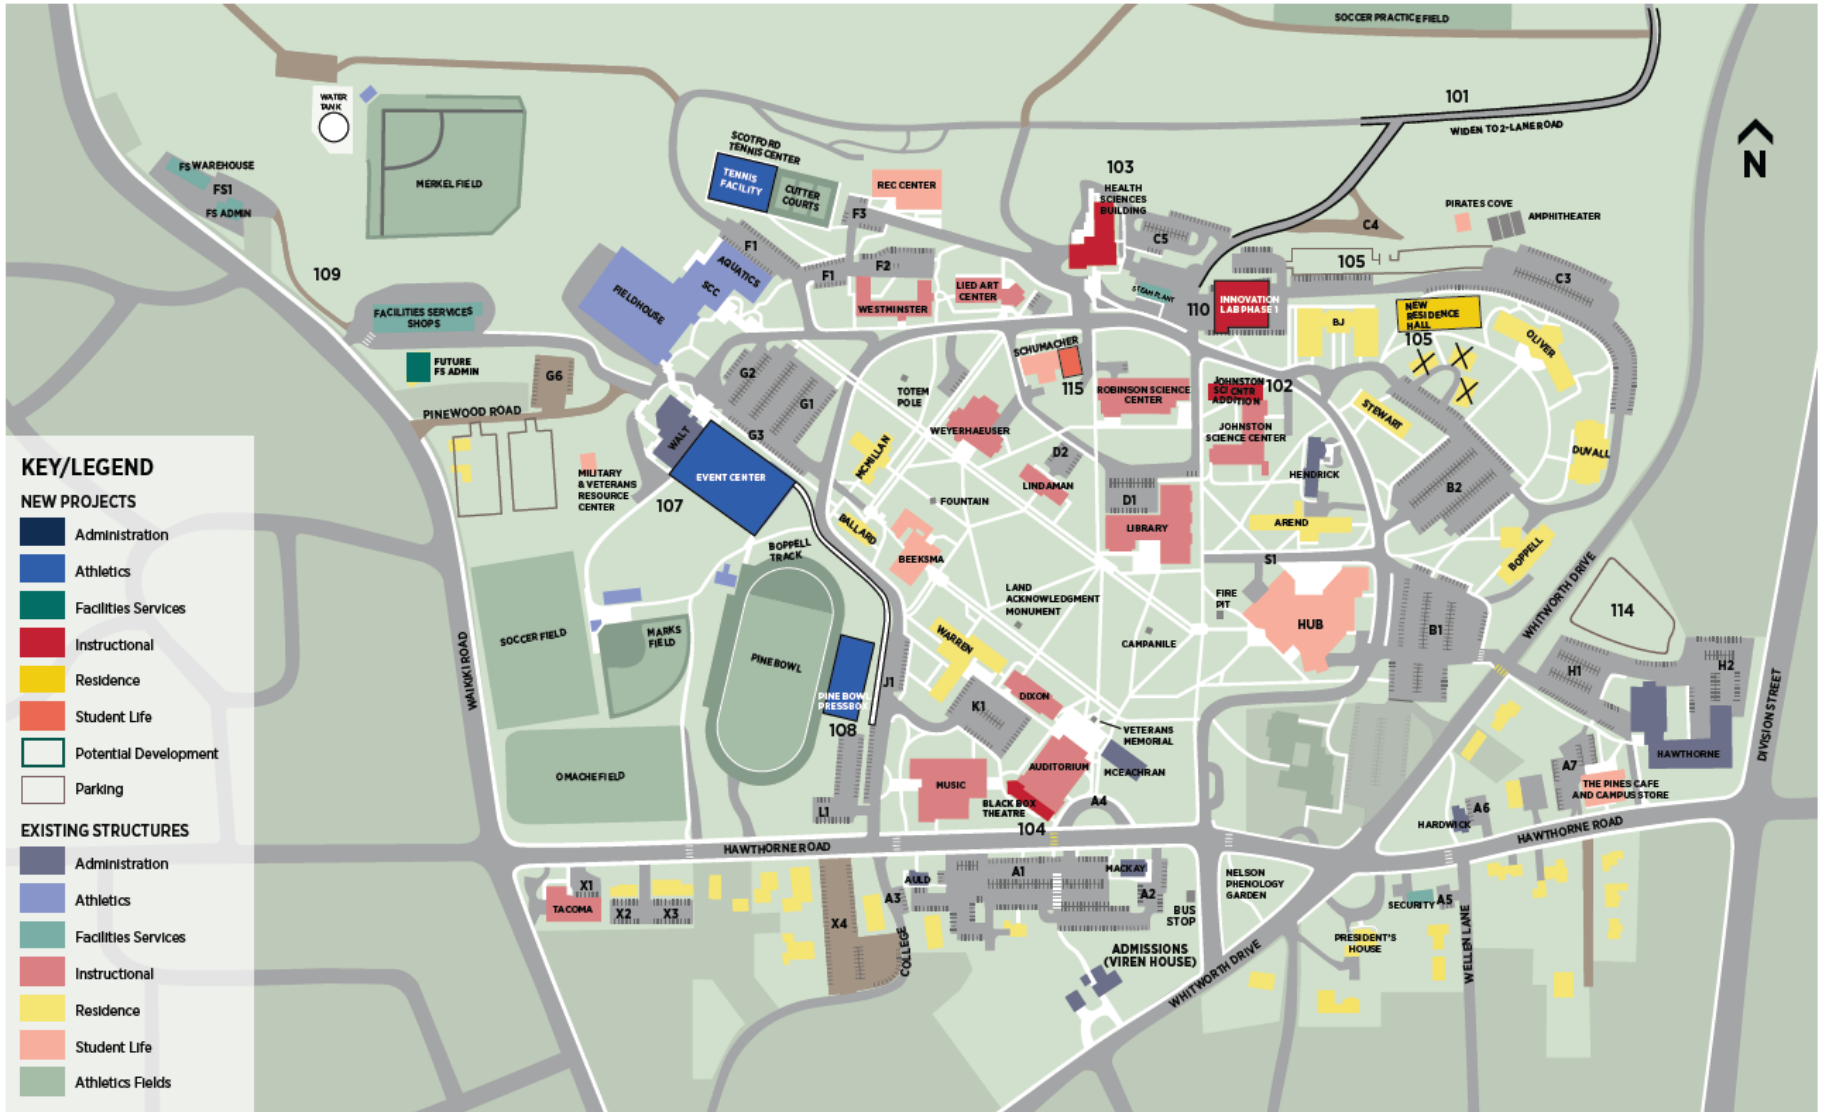 SOCCER PRACTICE FIELD
101
WIDEN TO 2-LANE ROAD
N
WATER
TANK
MERKEL FIELD
FS WAREHOUSE
FS1
FS ADMIN
SCOTFORD
TENNIS CENTER
TENNIS
FACILITY
CUTTER
COURTS
REC CENTER
F3
103
HEALTH
SCIENCES
BUILDING
C5
C4
PIRATES COVE
AMPHITHEATER
109
FACILITIES SERVICES
SHOPS
FIELDHOUSE
SCC
AQUATICS
F1
F1
F2
WESTMINSTER
LIED ART
CENTER
STEAM PLANT
110
INNOVATION
LAB PHASE 1
105
C3
BJ
NEW
RESIDENCE
HALL
105
OLIVER
FUTURE
FS ADMIN
G6
PINEWOOD ROAD
G2
G1
G3
WALT
TOTEM
POLE
SCHUMACHER
115
ROBINSON SCIENCE
CENTER
JOHNSTON
SCI CNTR
ADDITION
102
JOHNSTON
SCIENCE CENTER
STEWART
DUVALL
WEYERHAEUSER
MCMILLAN
D2
LINDAMAN
HENDRICK
B2
MILITARY
& VETERANS
RESOURCE
CENTER
EVENT CENTER
107
FOUNTAIN
D1
LIBRARY
AREND
BALLARD
BEEKSMA
BOPPELL
TRACK
BOPPELL
S1
LAND
ACKNOWLEDGMENT
MONUMENT
FIRE
PIT
HUB
B1
WHITWORTH DRIVE
114
SOCCER FIELD
MARKS
FIELD
PINE BOWL
WARREN
CAMPANILE
WAIKIKI ROAD
PINE BOWL
PRESSBOX
108
J1
K1
DIXON
VETERANS
MEMORIAL
H1
H2
DIVISION STREET
HAWTHORNE
OMACHE FIELD
MUSIC
AUDITORIUM
MCEACHRAN
BLACK BOX
THEATRE
104
A4
L1
A7
THE PINES CAFE
AND CAMPUS STORE
A6
HARDWICK
HAWTHORNE ROAD
HAWTHORNE ROAD
TACOMA
X1
X2
X3
X4
AULD
A3
A1
MACKAY
A2
BUS
STOP
NELSON
PHENOLOGY
GARDEN
SECURITY
A5
PRESIDENT'S
HOUSE
WELLEN LANE
COLLEGE
ADMISSIONS
(VIREN HOUSE)
WHITWORTH DRIVE
KEY/LEGEND
NEW PROJECTS
Administration
Athletics
Facilities Services
Instructional
Residence
Student Life
Potential Development
Parking
EXISTING STRUCTURES
Administration
Athletics
Facilities Services
Instructional
Residence
Student Life
Athletics Fields